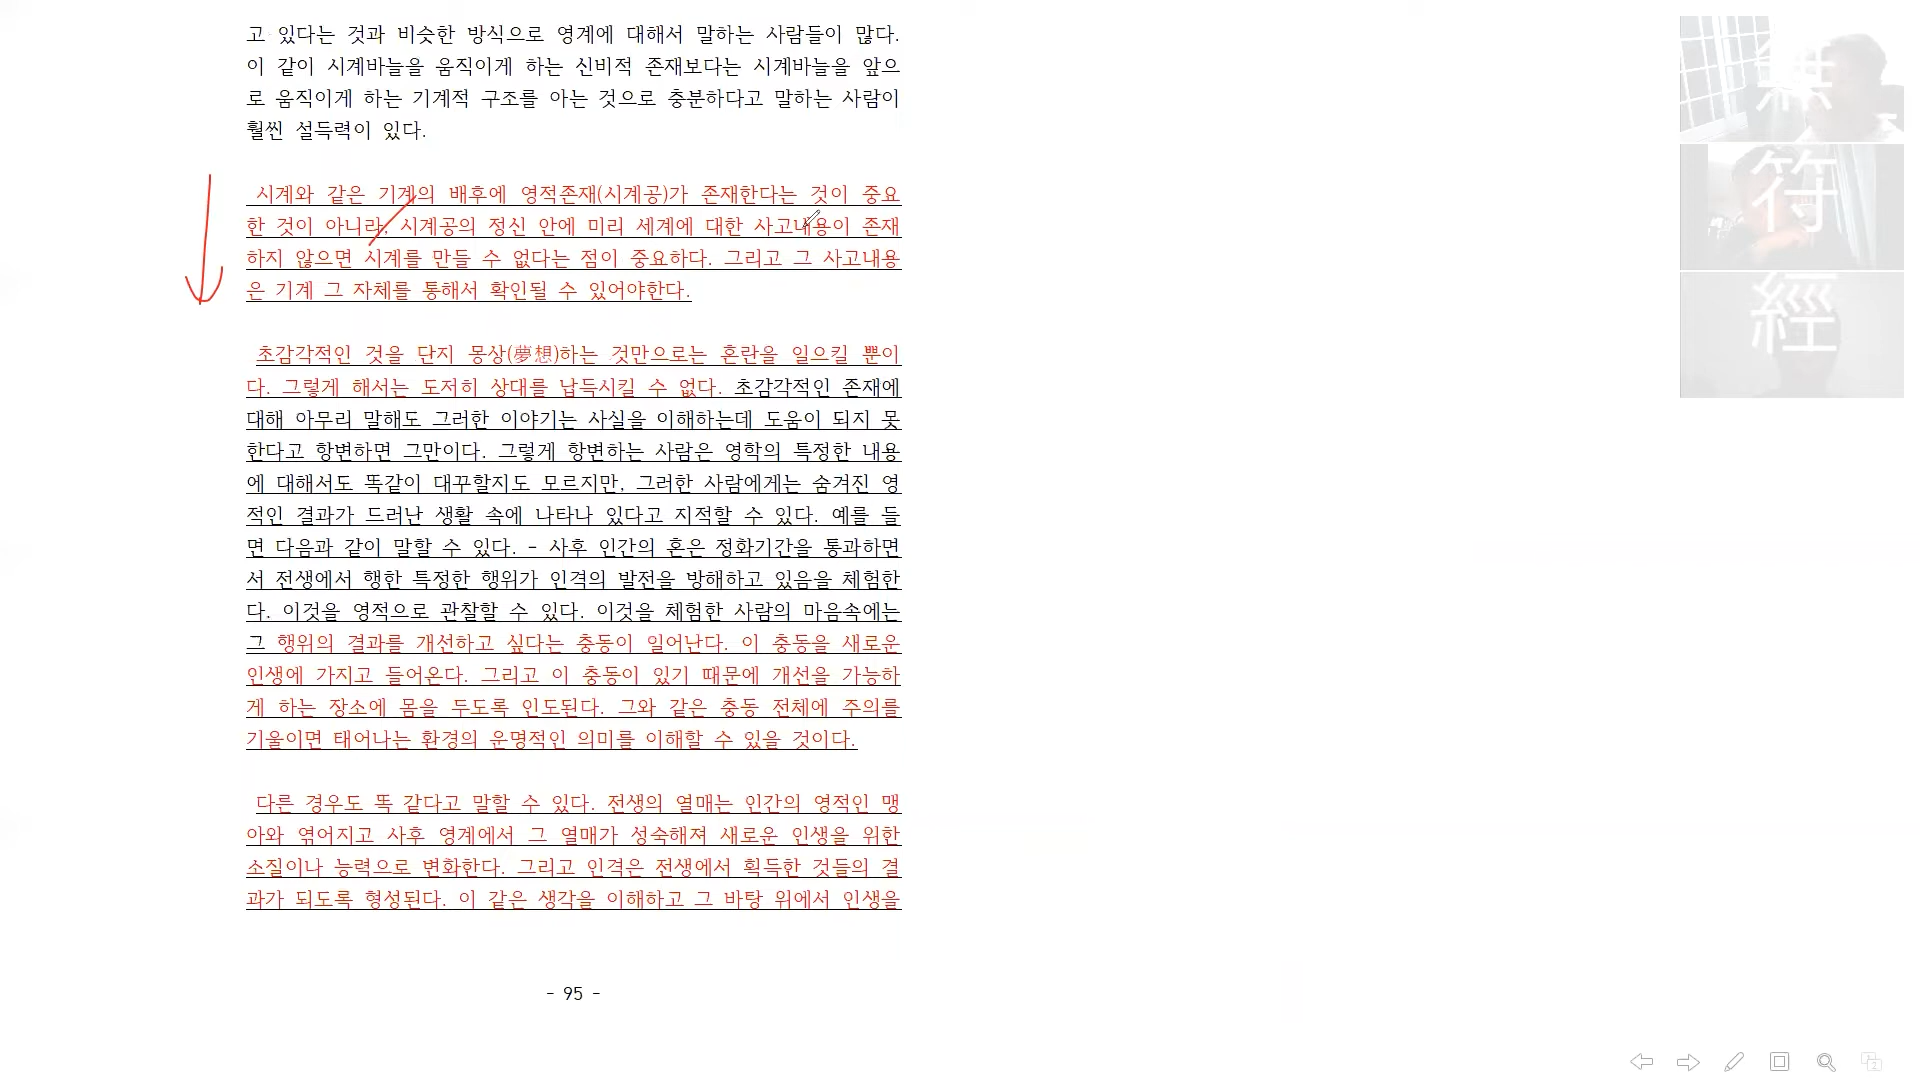 고 있다는 것과 비슷한 방식으로 영계에 대해서 말하는 사람들이 많다.
이 같이 시계바늘을 움직이게 하는 신비적 존재보다는 시계바늘을 앞으
로 움직이게 하는 기계적 구조를 아는 것으로 충분하다고 말하는 사람이
훨씬 설득력이 있다.
시계와 같은 기계의 배후에 영적존재(시계공)가 존재한다는 것이 중요
한 것이 아니라, 시계공의 정신 안에 미리 세계에 대한 사고내용이 존재
하지 않으면 시계를 만들 수 없다는 점이 중요하다. 그리고 그 사고내용
은 기계 그 자체를 통해서 확인될 수 있어야한다.
초감각적인 것을 단지 몽상(夢想)하는 것만으로는 혼란을 일으킬 뿐이
다. 그렇게 해서는 도저히 상대를 납득시킬 수 없다. 초감각적인 존재에
대해 아무리 말해도 그러한 이야기는 사실을 이해하는데 도움이 되지 못
한다고 항변하면 그만이다. 그렇게 항변하는 사람은 영학의 특정한 내용
에 대해서도 똑같이 대꾸할지도 모르지만, 그러한 사람에게는 숨겨진 영
적인 결과가 드러난 생활 속에 나타나 있다고 지적할 수 있다. 예를 들
면 다음과 같이 말할 수 있다. - 사후 인간의 혼은 정화기간을 통과하면
서 전생에서 행한 특정한 행위가 인격의 발전을 방해하고 있음을 체험한
다. 이것을 영적으로 관찰할 수 있다. 이것을 체험한 사람의 마음속에는
그 행위의 결과를 개선하고 싶다는 충동이 일어난다. 이 충동을 새로운
인생에 가지고 들어온다. 그리고 이 충동이 있기 때문에 개선을 가능하
게 하는 장소에 몸을 두도록 인도된다. 그와 같은 충동 전체에 주의를
기울이면 태어나는 환경의 운명적인 의미를 이해할 수 있을 것이다.
다른 경우도 똑 같다고 말할 수 있다. 전생의 열매는 인간의 영적인 맹
아와 엮어지고 사후 영계에서 그 열매가 성숙해져 새로운 인생을 위한
소질이나 능력으로 변화한다. 그리고 인격은 전생에서 획득한 것들의 결
과가 되도록 형성된다. 이 같은 생각을 이해하고 그 바탕 위에서 인생을
- 95 -
符
經